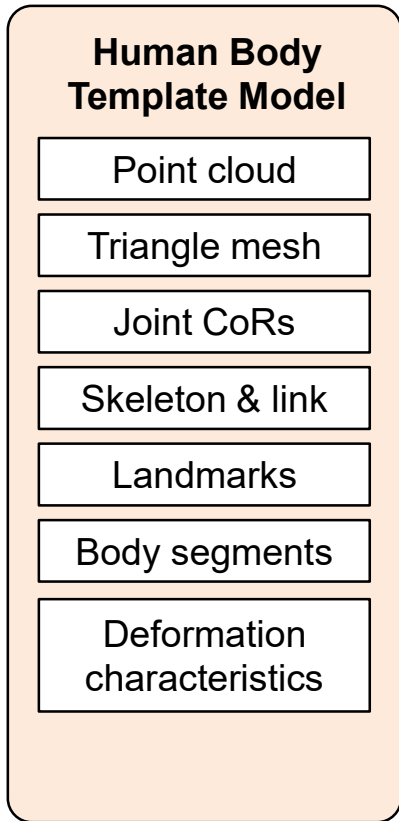 Human Body
Template Model
Point cloud
Triangle mesh
Joint CoRs
Skeleton & link
Landmarks
Body segments
Deformation
characteristics